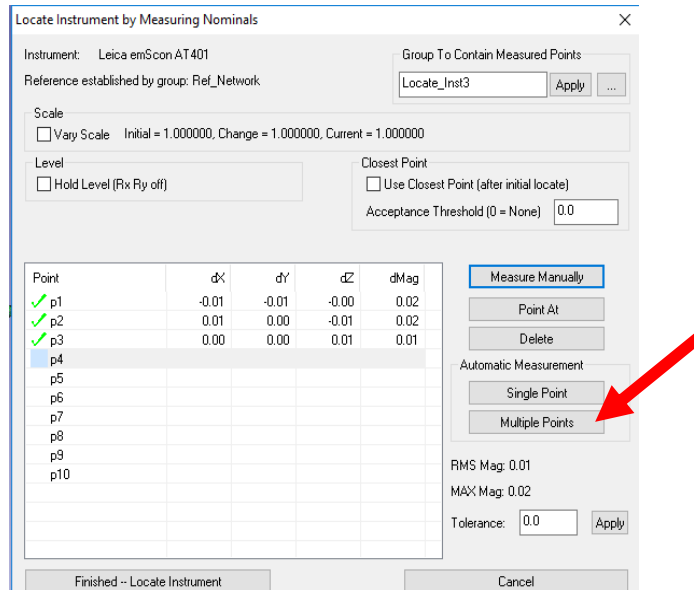 Locate Instrument by Measuring Nominals
Instrument: Leica emScon AT401
Group To Contain Measured Points
Reference established by group: Ref_Network
Locate_Inst3 Apply ...
Scale
Vary Scale Initial = 1.000000, Change = 1.000000, Current = 1.000000
Level
Closest Point
Hold Level (Rx Ry off)
Use Closest Point (after initial locate)
Acceptance Threshold (0 = None) 0.0
Point dX dY dZ dMag
Measure Manually
p1 -0.01 -0.01 -0.00 0.02
Point At
p2 0.01 0.00 -0.01 0.02
p3 0.00 0.00 0.01 0.01
Delete
p4
Automatic Measurement
p5
p6
Single Point
p7
Multiple Points
p8
p9
p10
RMS Mag: 0.01
MAX Mag: 0.02
Tolerance: 0.0 Apply
Finished -- Locate Instrument
Cancel